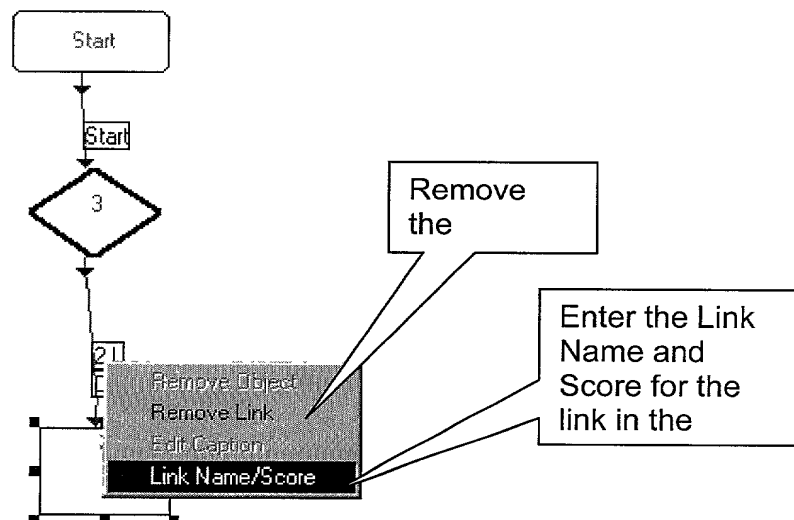 Start
Start
3
Remove
the
Enter the Link
Name and
Score for the
link in the
Remove Object
Remove Link
Edit Caption
Link Name/Score